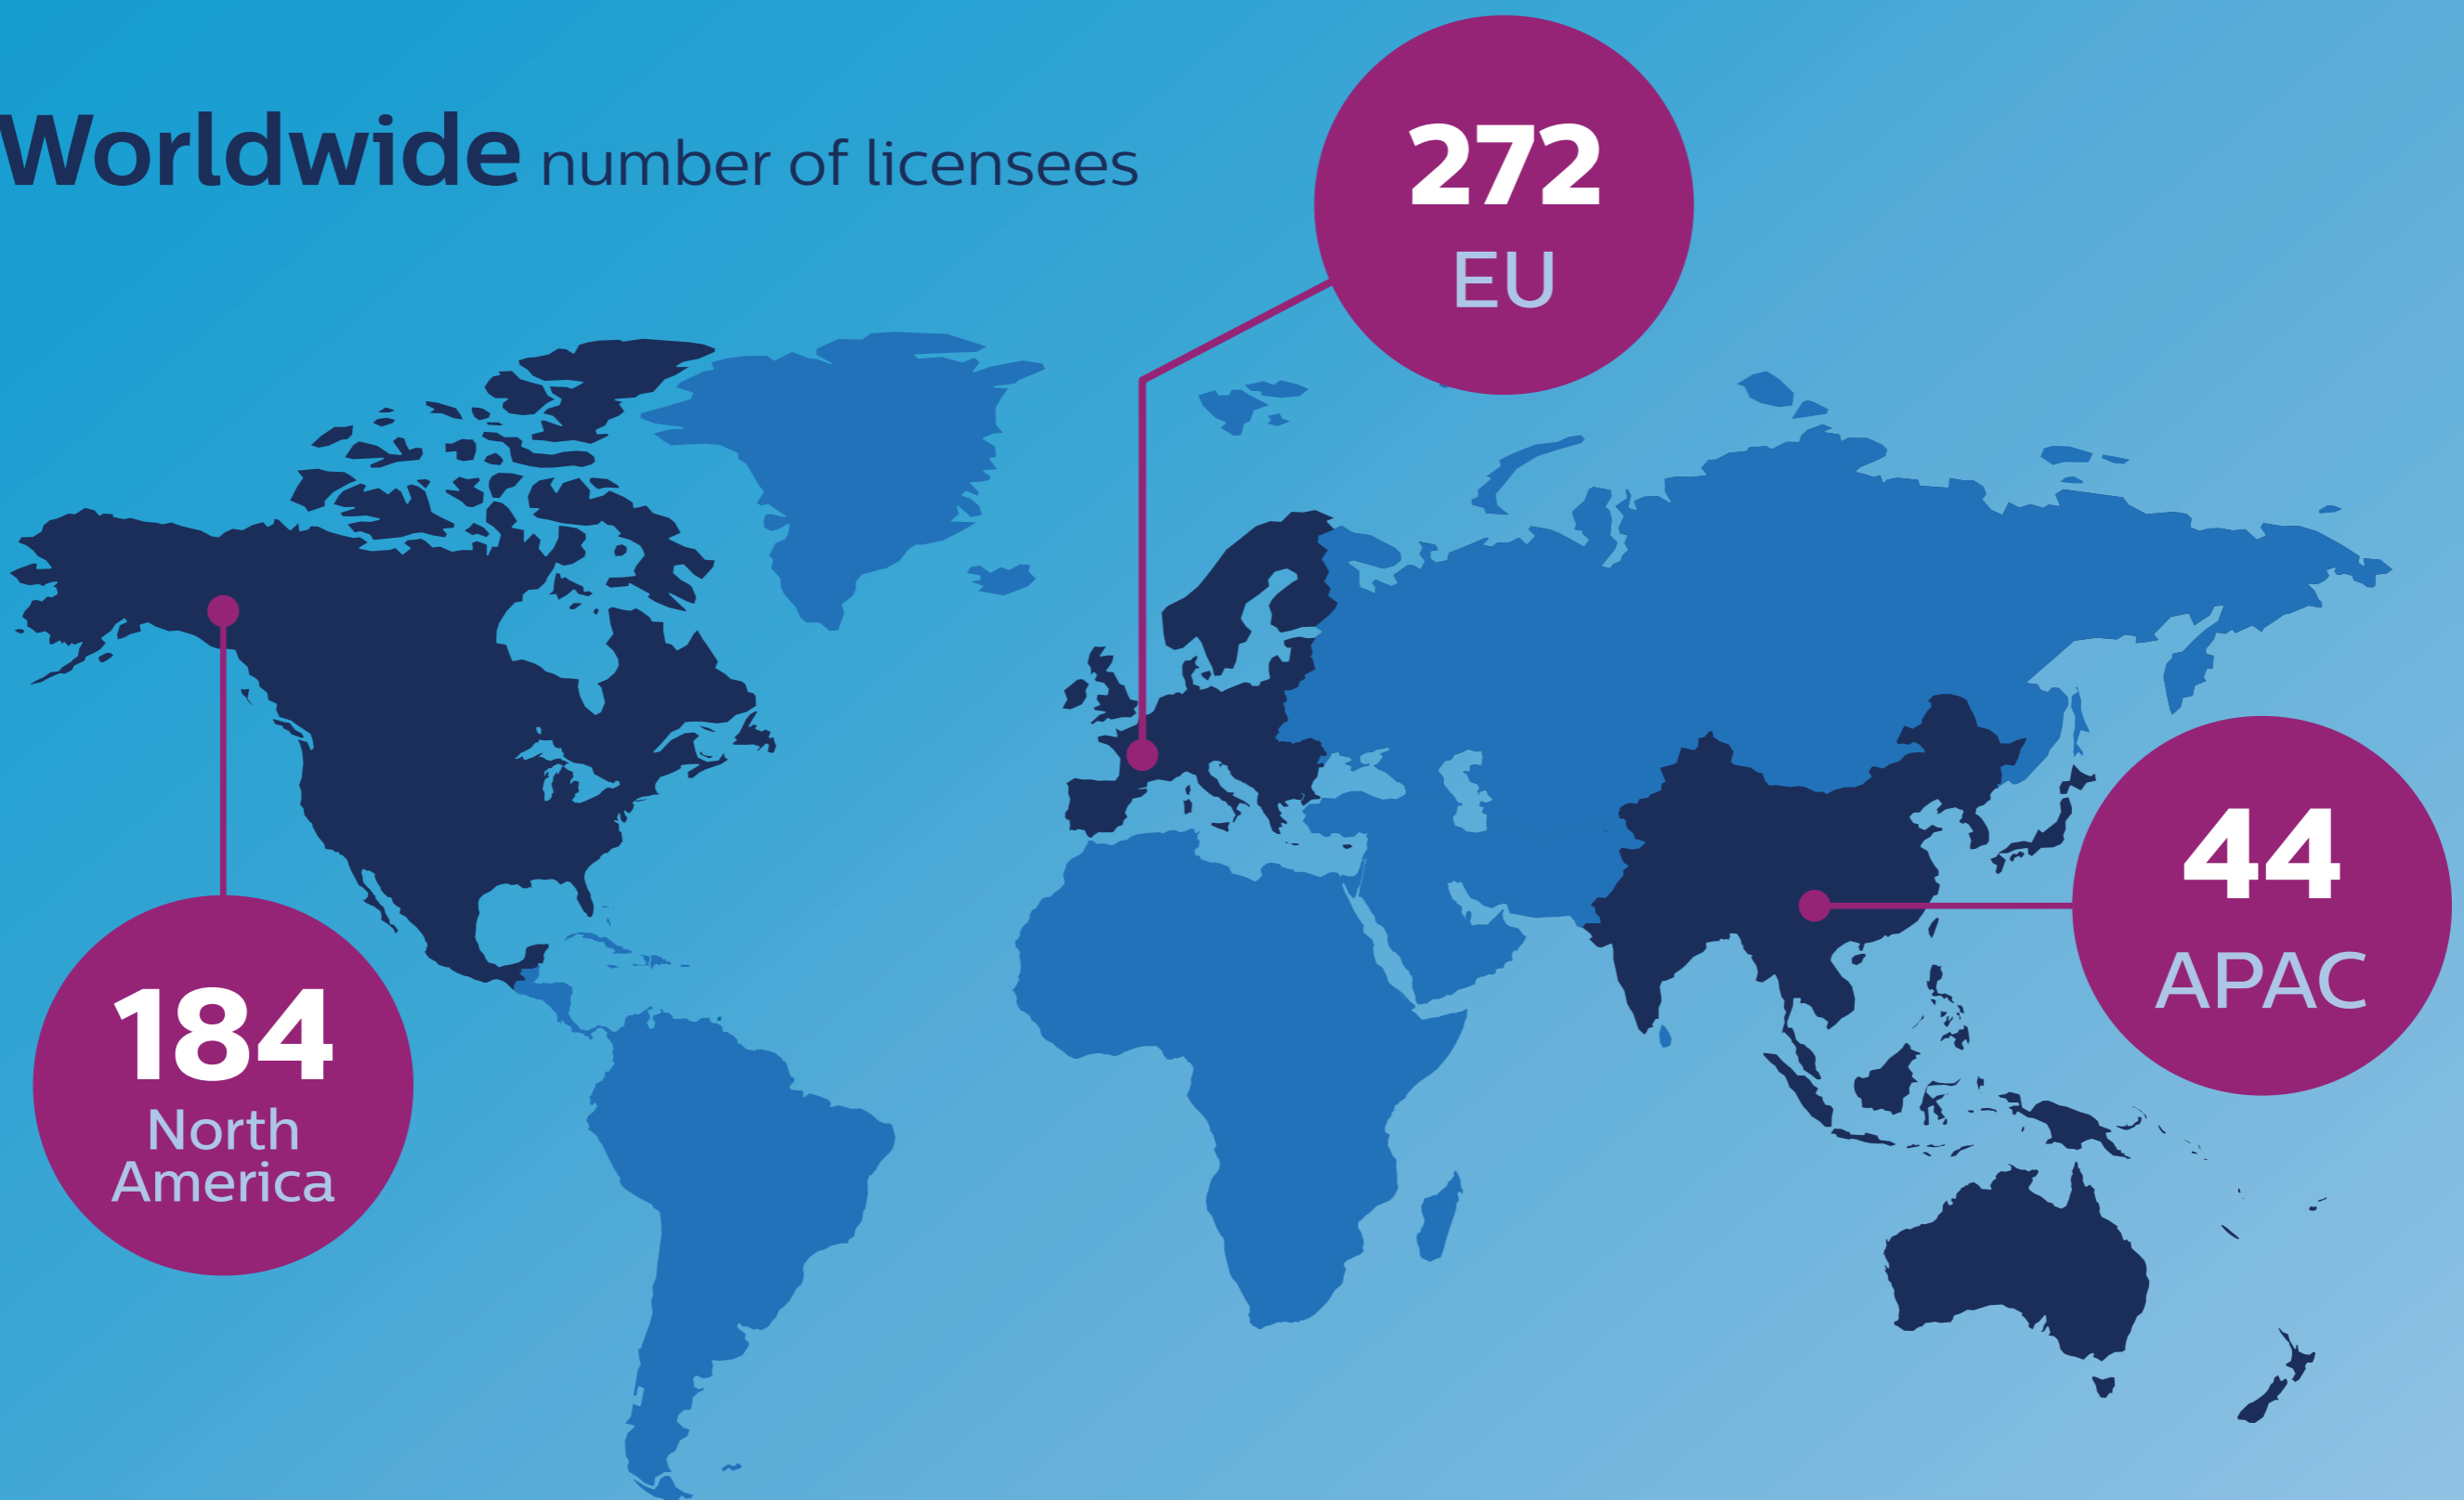 Worldwide number of licensees
272
EU
44
APAC
184
North
America